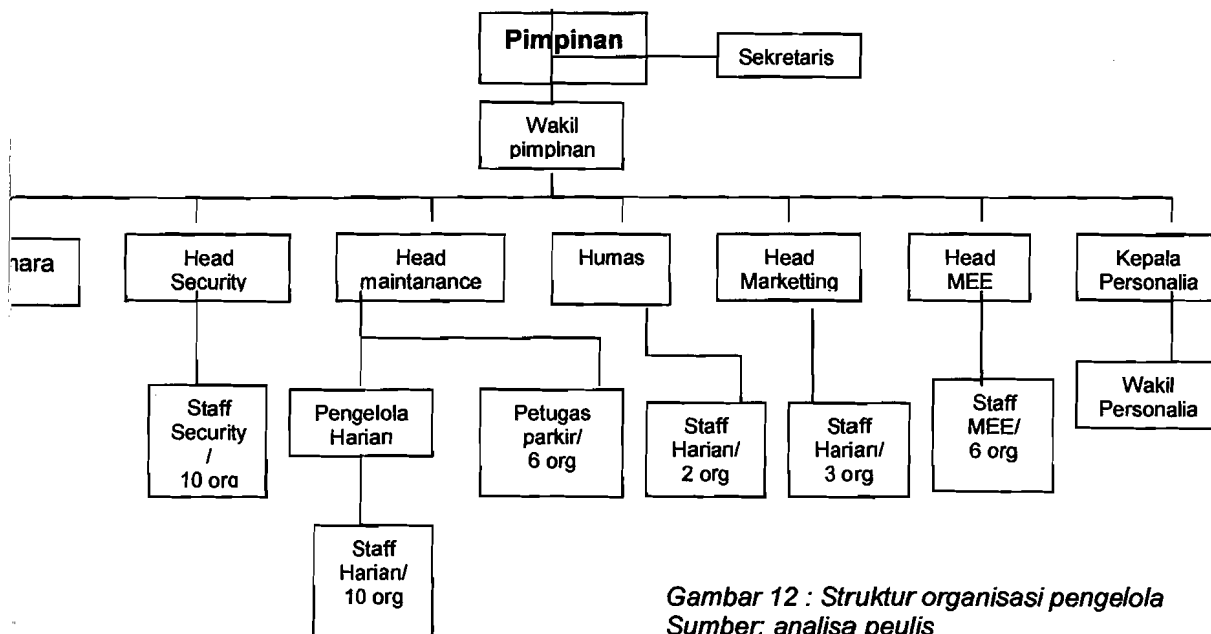 Pimpinan
Sekretaris
Wakil
pimpinan
nara
Head
Security
Head
maintanance
Humas
Head
Marketting
Head
MEE
Kepala
Personalia
Staff
Security
/
10 org
Pengelola
Harian
Petugas
parkir/
6 org
Staff
Harian/
2 org
Staff
Harian/
3 org
Staff
MEE/
6 org
Wakil
Personalia
Staff
Harian/
10 org
Gambar 12 : Struktur organisasi pengelola
Sumber: analisa peulis